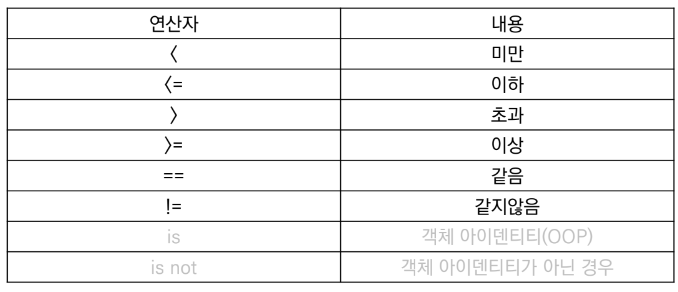 연산자 내용
< 미만
<= 이하
> 초과
>= 이상
== 같음
!= 같지않음
is 객체 아이덴티티(OOP)
is not 객체 아이덴티티가 아닌 경우